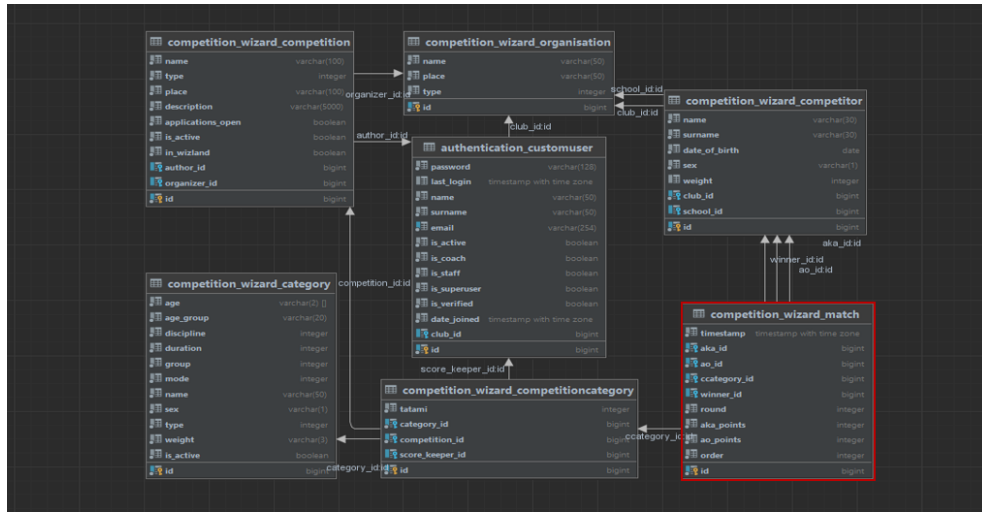 competition_wizard_competition
name varchar(100)
type integer
place varchar(100)
description varchar(5000)
applications_open boolean
is_active boolean
in_wizland boolean
author_id bigint
organizer_id bigint
id bigint
competition_wizard_organisation
name varchar(50)
place varchar(50)
type integer
id bigint
organizer_id:id
author_id:id
club_id:id
school_id:id
club_id:id
competition_wizard_competitor
name varchar(30)
surname varchar(30)
date_of_birth date
sex varchar(1)
weight integer
club_id bigint
school_id bigint
id bigint
authentication_customuser
password varchar(128)
last_login timestamp with time zone
name varchar(50)
surname varchar(50)
email varchar(254)
is_active boolean
is_coach boolean
is_staff boolean
is_superuser boolean
is_verified boolean
date_joined timestamp with time zone
club_id bigint
id bigint
aka_id:id
winner_id:id
ao_id:id
competition_wizard_category
age varchar(2) []
age_group varchar(20)
discipline integer
duration integer
group integer
mode integer
name varchar(50)
sex varchar(1)
type integer
weight varchar(3)
is_active boolean
id bigint
competition_id:id
score_keeper_id:id
competition_wizard_competitioncategory
tatami integer
category_id bigint
competition_id bigint
score_keeper_id bigint
id bigint
category_id:id
ccategory_id:id
competition_wizard_match
timestamp timestamp with time zone
aka_id bigint
ao_id bigint
ccategory_id bigint
winner_id bigint
round integer
aka_points integer
ao_points integer
order integer
id bigint